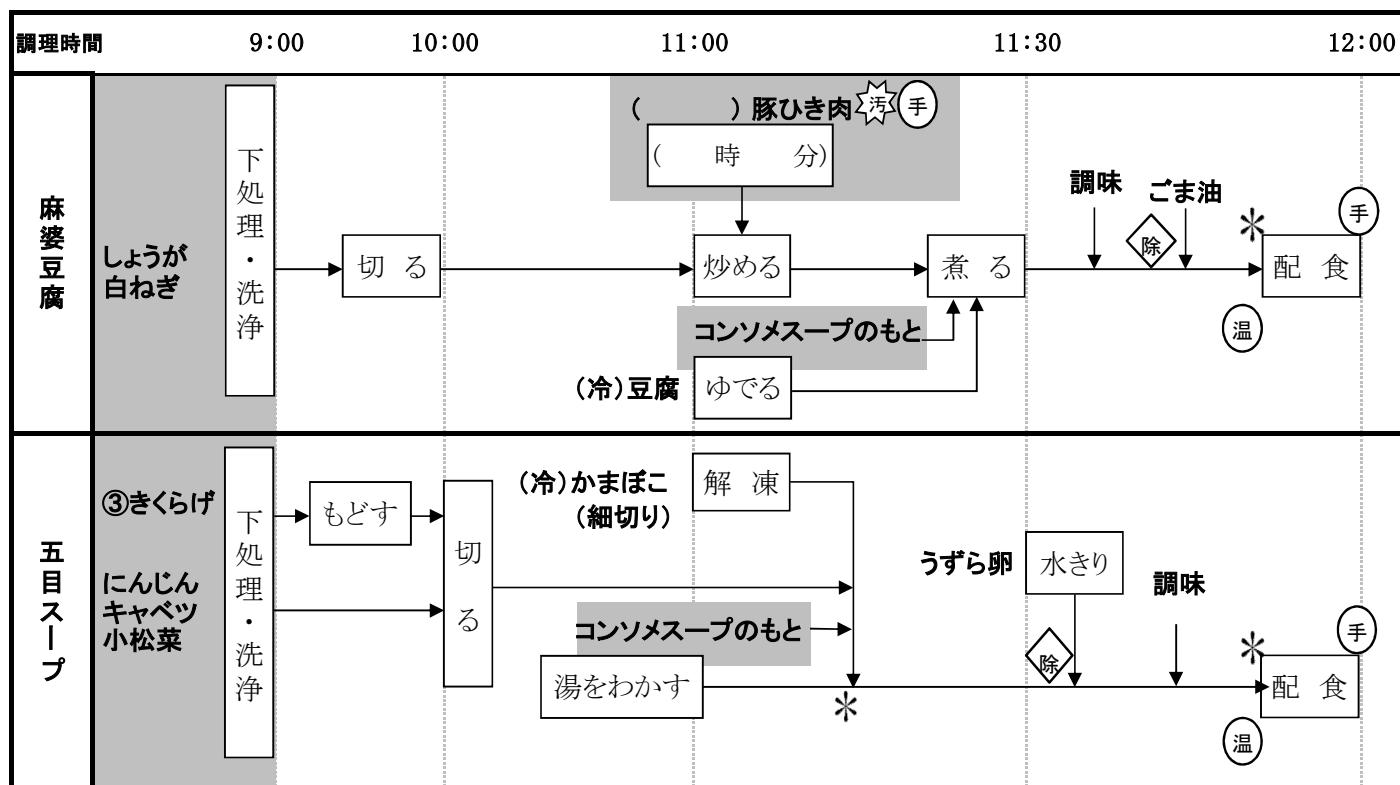 調理時間 9:00 10:00 11:00 11:30 12:00
麻婆豆腐
しょうが
白ねぎ
下処理・洗浄
切る
(　　　)豚ひき肉 汚 手
(　時　分)
炒める
コンソメスープのもと
(冷)豆腐
ゆでる
煮る
調味
除
ごま油
＊
手
配食
温
五目スープ
③きくらげ
にんじん
キャベツ
小松菜
下処理・洗浄
もどす
切る
(冷)かまぼこ
(細切り)
解凍
コンソメスープのもと
湯をわかす
＊
うずら卵
水きり
除
調味
＊
手
配食
温